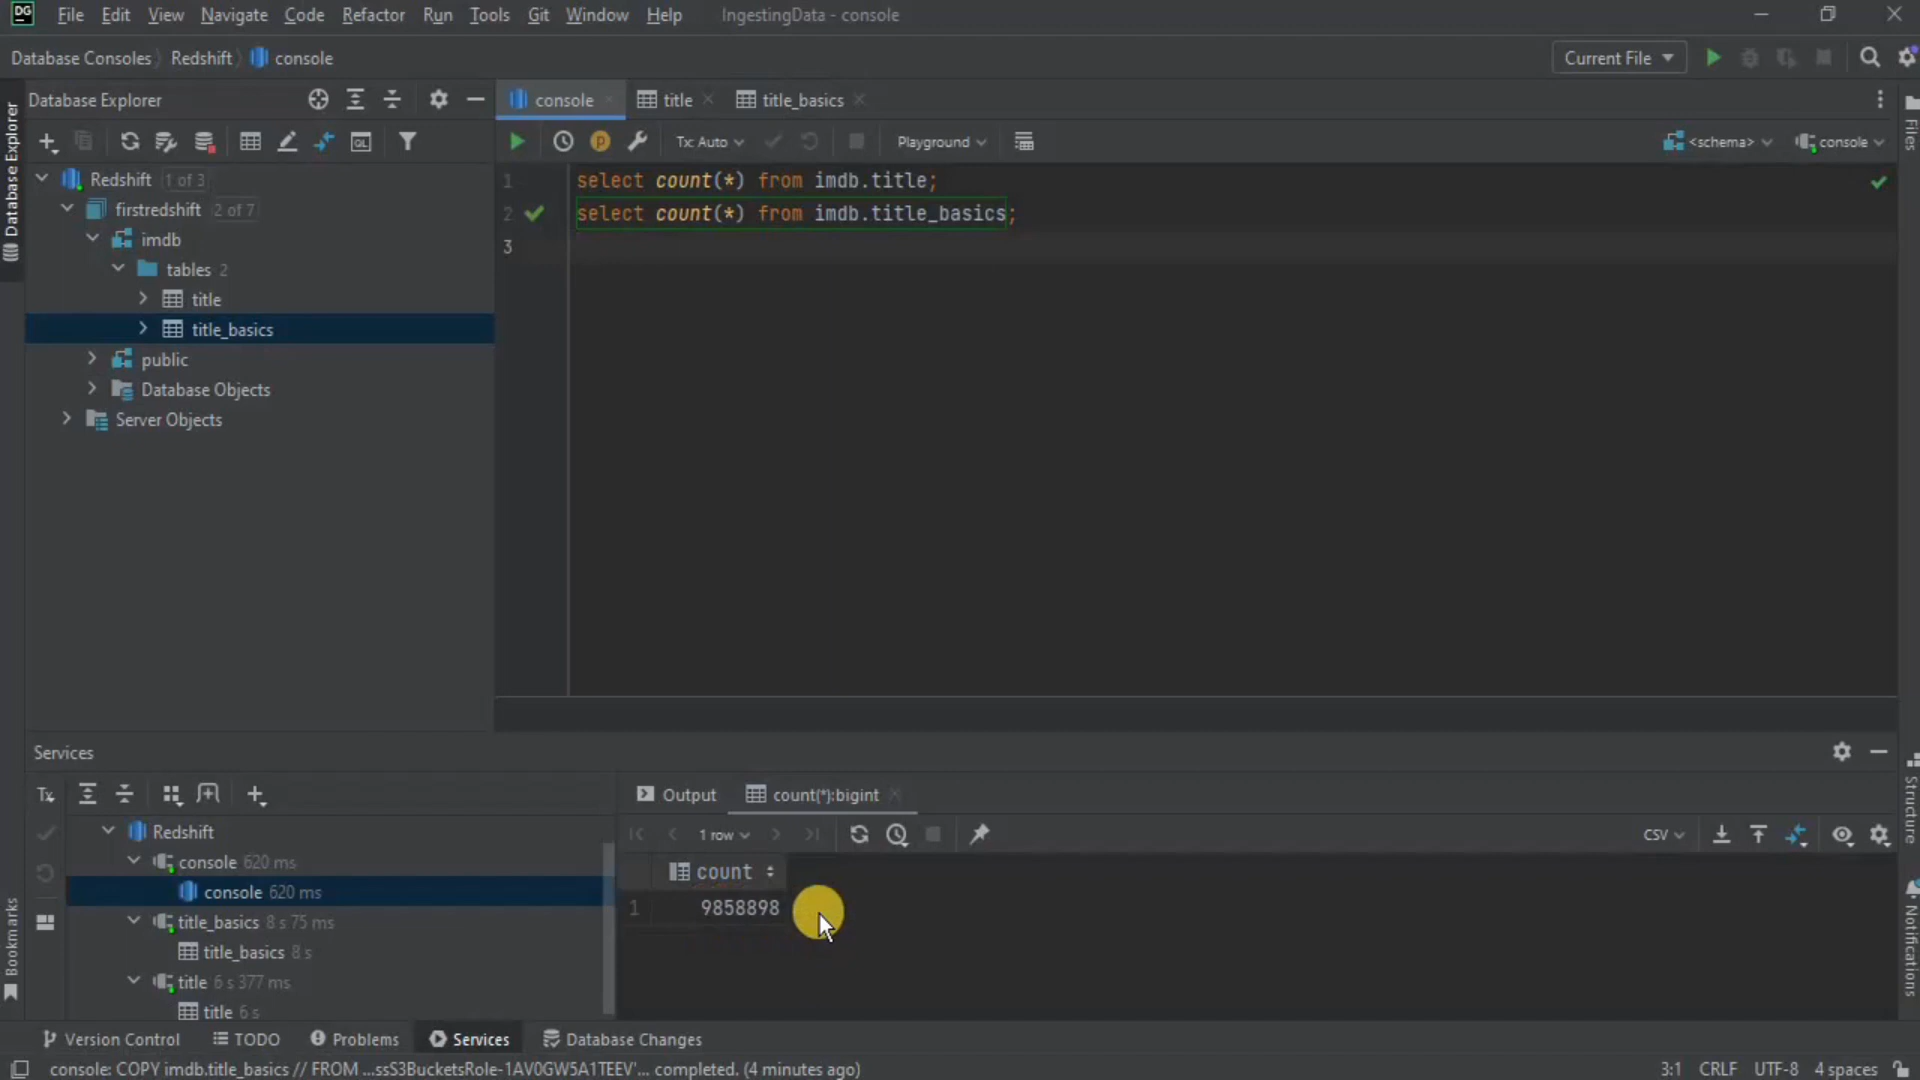 DG File Edit View Navigate Code Refactor Run Tools Git Window Help IngestingData - console
Database Consoles Redshift console Current File
Database Explorer console title title_basics
Tx: Auto Playground <schema> console
Database Explorer
Files
Redshift 1 of 3
firstredshift 2 of 7
imdb
tables 2
title
title_basics
public
Database Objects
Server Objects
1 select count(*) from imdb.title;
2 select count(*) from imdb.title_basics;
3
Services
Tx
Redshift
console 620 ms
console 620 ms
title_basics 8 s 75 ms
title_basics 8 s
title 6 s 377 ms
title 6 s
Output count(*):bigint
1 row CSV
count
1 9858898
Bookmarks
Structure
Notifications
Version Control TODO Problems Services Database Changes
console: COPY imdb.title_basics // FROM ...ssS3BucketsRole-1AV0GW5A1TEEV'... completed. (4 minutes ago) 3:1 CRLF UTF-8 4 spaces